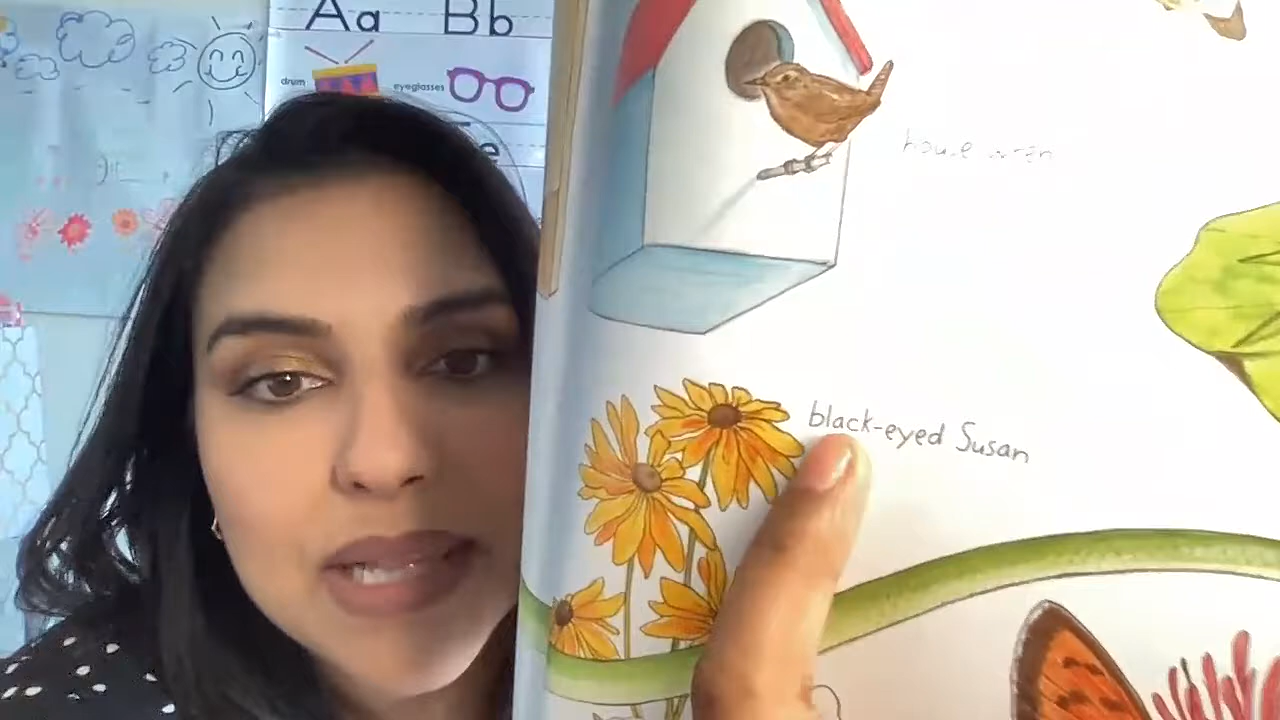 Aa Bb
drum
eyeglasses
e
house wren
black-eyed Susan